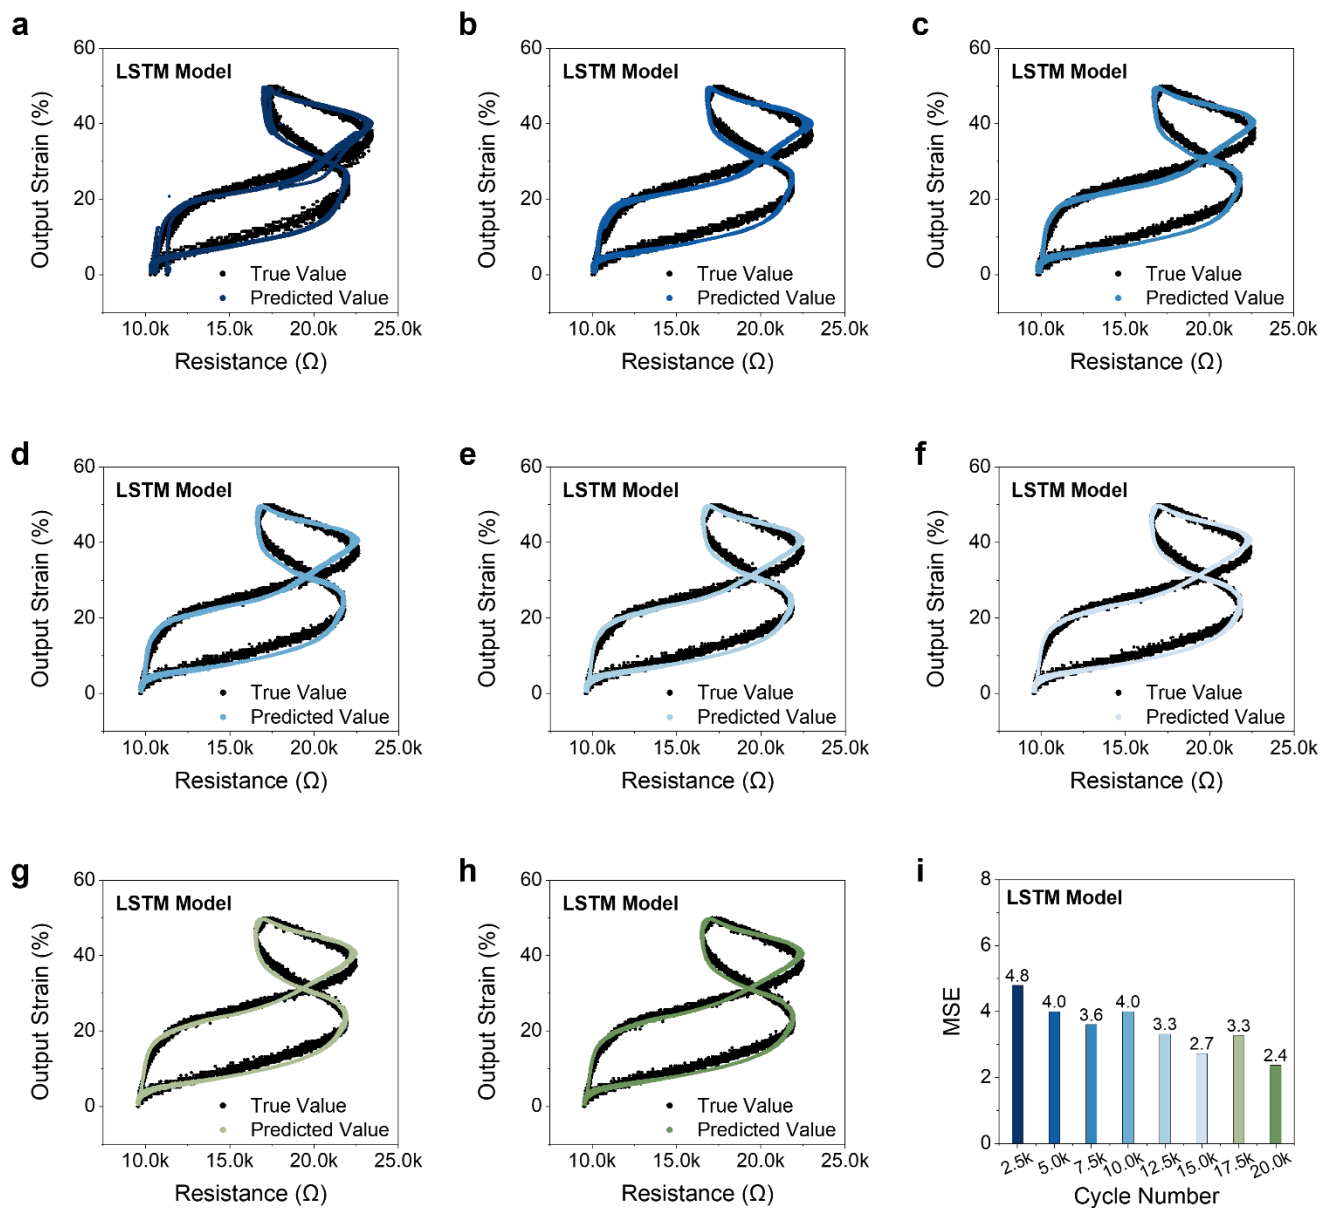 a
60
LSTM Model
40
20
0
Output Strain (%)
True Value
Predicted Value
10.0k 15.0k 20.0k 25.0k
Resistance (Ω)
b
60
LSTM Model
40
20
0
Output Strain (%)
True Value
Predicted Value
10.0k 15.0k 20.0k 25.0k
Resistance (Ω)
c
60
LSTM Model
40
20
0
Output Strain (%)
True Value
Predicted Value
10.0k 15.0k 20.0k 25.0k
Resistance (Ω)
d
60
LSTM Model
40
20
0
Output Strain (%)
True Value
Predicted Value
10.0k 15.0k 20.0k 25.0k
Resistance (Ω)
e
60
LSTM Model
40
20
0
Output Strain (%)
True Value
Predicted Value
10.0k 15.0k 20.0k 25.0k
Resistance (Ω)
f
60
LSTM Model
40
20
0
Output Strain (%)
True Value
Predicted Value
10.0k 15.0k 20.0k 25.0k
Resistance (Ω)
g
60
LSTM Model
40
20
0
Output Strain (%)
True Value
Predicted Value
10.0k 15.0k 20.0k 25.0k
Resistance (Ω)
h
60
LSTM Model
40
20
0
Output Strain (%)
True Value
Predicted Value
10.0k 15.0k 20.0k 25.0k
Resistance (Ω)
i
8
LSTM Model
6
4
2
0
MSE
4.8 4.0 3.6 4.0 3.3 2.7 3.3 2.4
2.5k 5.0k 7.5k 10.0k 12.5k 15.0k 17.5k 20.0k
Cycle Number